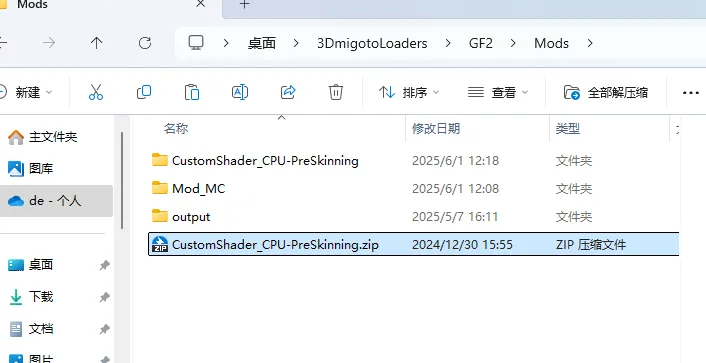 Mods
桌面 3DmigotoLoaders GF2 Mods
新建 排序 查看 全部解压缩
名称 修改日期 类型
主文件夹
图库
de - 个人
桌面
下载
文档
图片
CustomShader_CPU-PreSkinning 2025/6/1 12:18 文件夹
Mod_MC 2025/6/1 12:08 文件夹
output 2025/5/7 16:11 文件夹
ZIP CustomShader_CPU-PreSkinning.zip 2024/12/30 15:55 ZIP 压缩文件